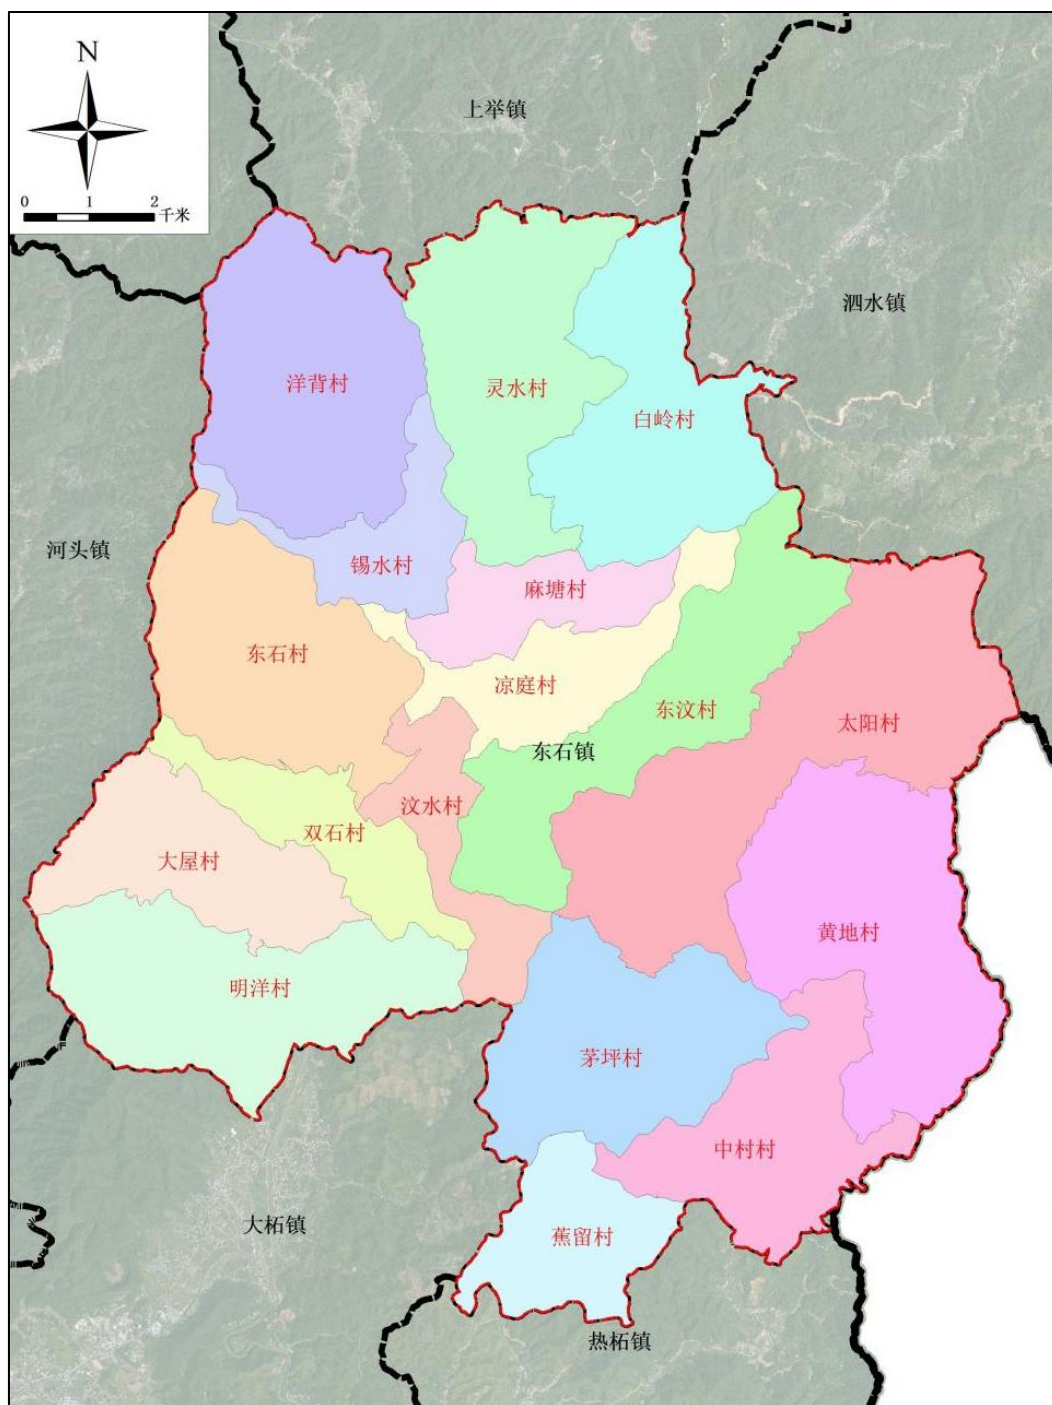 N
0 1 2
千米
上举镇
泗水镇
洋背村
灵水村
白岭村
河头镇
锡水村
麻塘村
东石村
凉庭村
东汶村
太阳村
东石镇
汶水村
双石村
大屋村
黄地村
明洋村
茅坪村
中村村
大柘镇
蕉留村
热柘镇